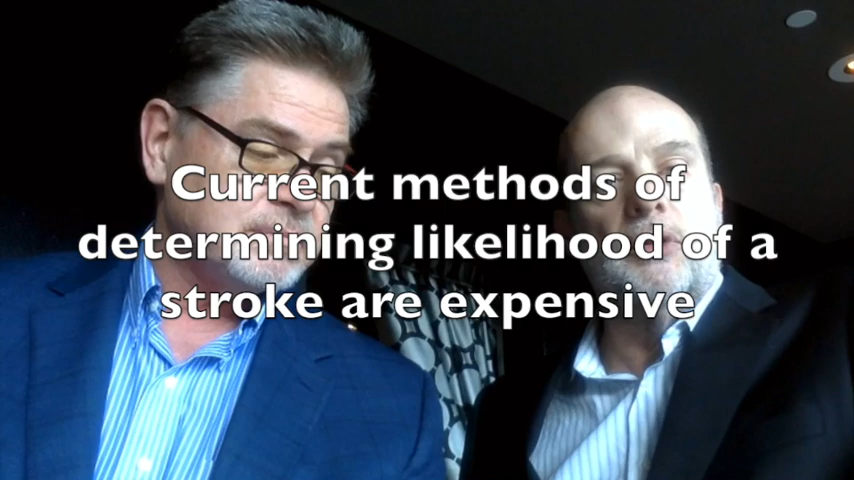 Current methods of
determining likelihood of a
stroke are expensive